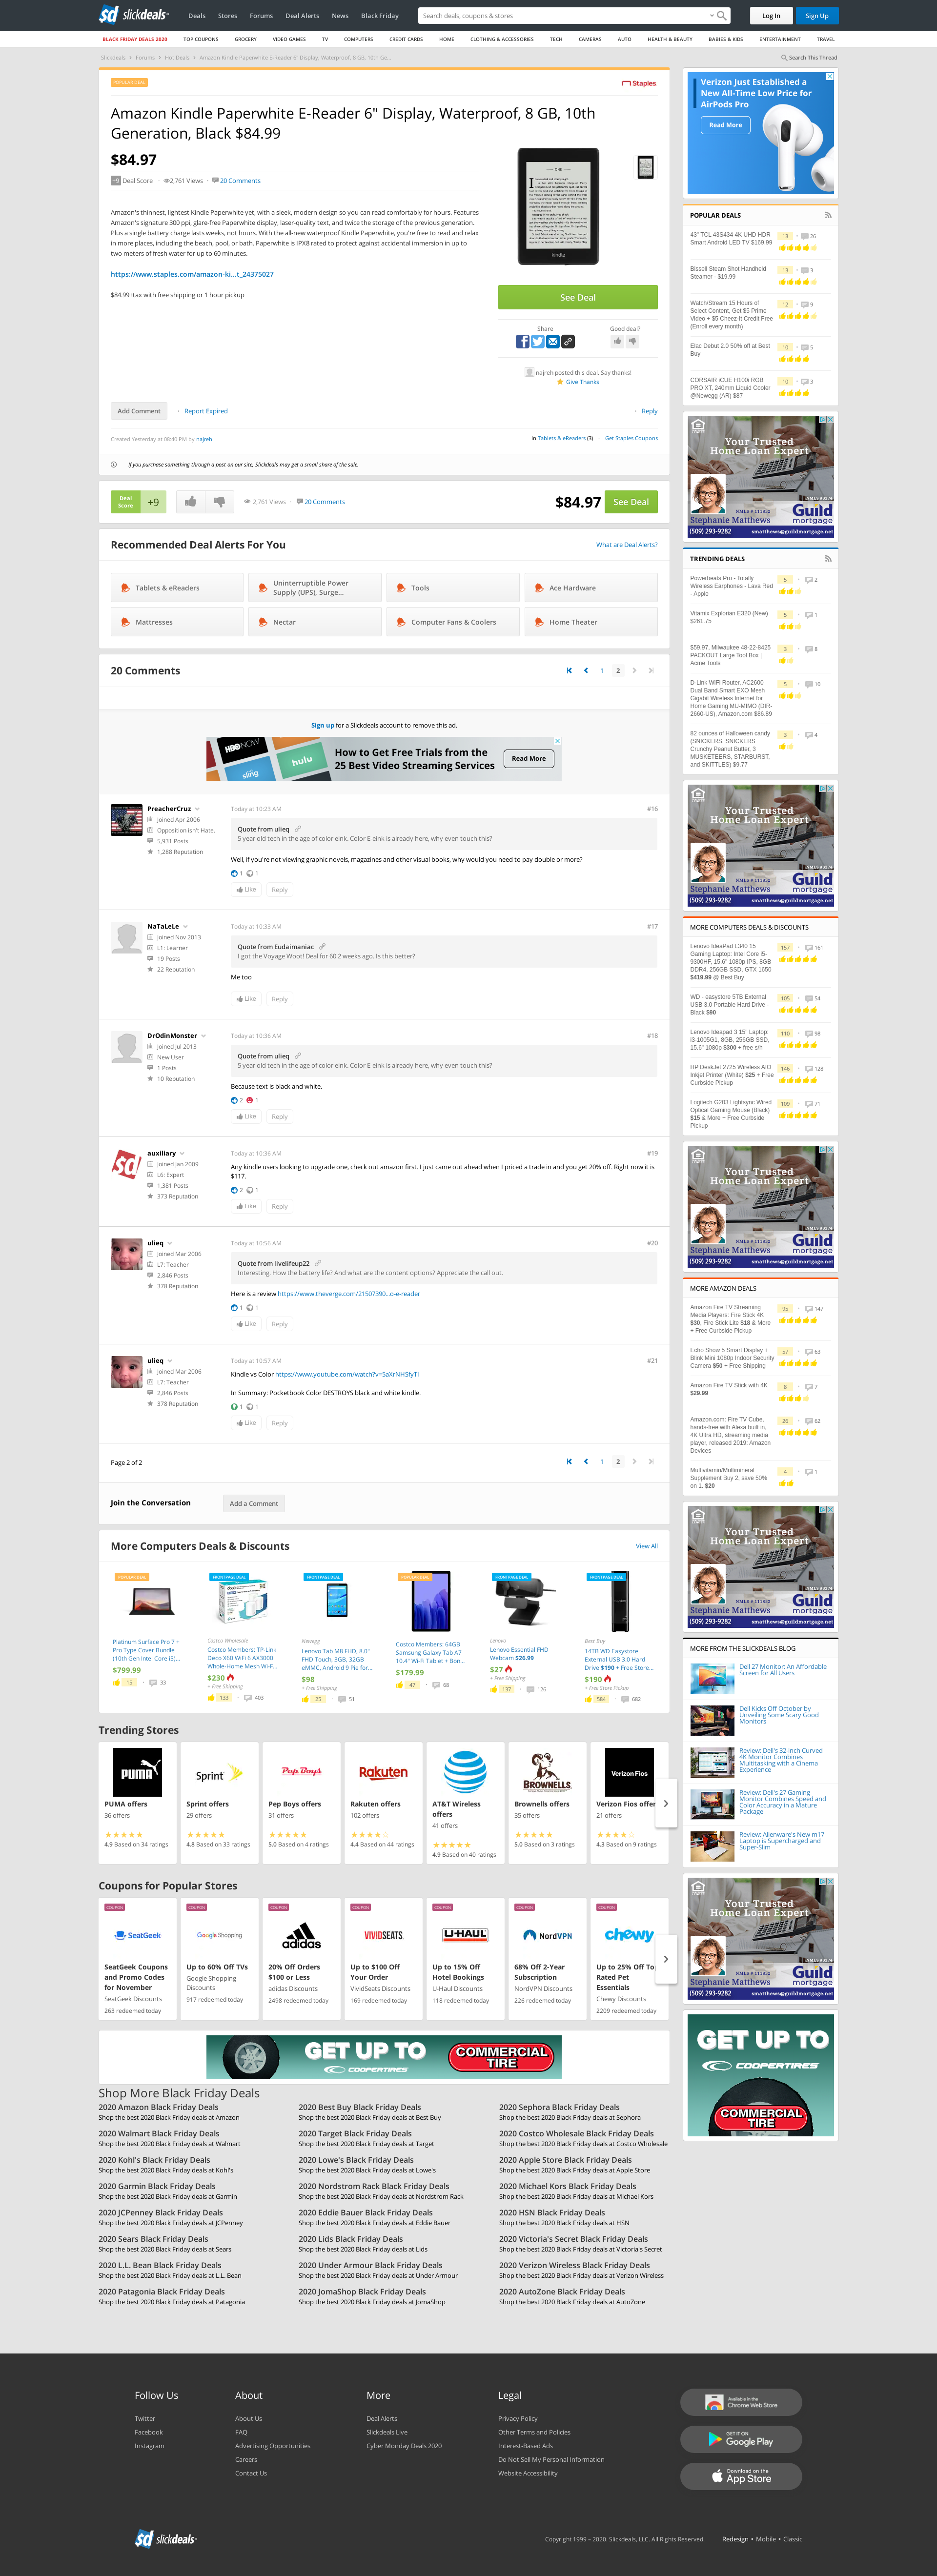 slickdeals
Deals
Stores
Forums
Deal Alerts
News
Black Friday
Search deals, coupons & stores
Log In
Sign Up
BLACK FRIDAY DEALS 2020
TOP COUPONS
GROCERY
VIDEO GAMES
TV
COMPUTERS
CREDIT CARDS
HOME
CLOTHING & ACCESSORIES
TECH
CAMERAS
AUTO
HEALTH & BEAUTY
BABIES & KIDS
ENTERTAINMENT
TRAVEL
Slickdeals > Forums > Hot Deals > Amazon Kindle Paperwhite E-Reader 6" Display, Waterproof, 8 GB, 10th Ge...
Search This Thread
POPULAR DEAL
Staples
Amazon Kindle Paperwhite E-Reader 6" Display, Waterproof, 8 GB, 10th
Generation, Black $84.99
$84.97
+9 Deal Score
2,761 Views
20 Comments
Amazon's thinnest, lightest Kindle Paperwhite yet, with a sleek, modern design so you can read comfortably for hours. Features
Amazon's signature 300 ppi, glare-free Paperwhite display, laser-quality text, and twice the storage of the previous generation.
Plus a single battery charge lasts weeks, not hours. With the all-new waterproof Kindle Paperwhite, you're free to read and relax
in more places, including the beach, pool, or bath. Paperwhite is IPX8 rated to protect against accidental immersion in up to
two meters of fresh water for up to 60 minutes.
https://www.staples.com/amazon-ki...t_24375027
$84.99+tax with free shipping or 1 hour pickup
kindle
See Deal
Share
Good deal?
najreh posted this deal. Say thanks!
Give Thanks
Add Comment
Report Expired
Reply
Created Yesterday at 08:40 PM by najreh
in Tablets & eReaders (3)
Get Staples Coupons
If you purchase something through a post on our site, Slickdeals may get a small share of the sale.
Deal
Score
+9
2,761 Views
20 Comments
$84.97
See Deal
Recommended Deal Alerts For You
What are Deal Alerts?
Tablets & eReaders
Uninterruptible Power
Supply (UPS), Surge...
Tools
Ace Hardware
Mattresses
Nectar
Computer Fans & Coolers
Home Theater
20 Comments
1
2
Sign up for a Slickdeals account to remove this ad.
HBO NOW
sling
hulu
How to Get Free Trials from the
25 Best Video Streaming Services
Read More
PreacherCruz
Joined Apr 2006
Opposition isn't Hate.
5,931 Posts
1,288 Reputation
Today at 10:23 AM
#16
Quote from ulieq
5 year old tech in the age of color eink. Color E-eink is already here, why even touch this?
Well, if you're not viewing graphic novels, magazines and other visual books, why would you need to pay double or more?
1
1
Like
Reply
NaTaLeLe
Joined Nov 2013
L1: Learner
19 Posts
22 Reputation
Today at 10:33 AM
#17
Quote from Eudaimaniac
I got the Voyage Woot! Deal for 60 2 weeks ago. Is this better?
Me too
Like
Reply
DrOdinMonster
Joined Jul 2013
New User
1 Posts
10 Reputation
Today at 10:36 AM
#18
Quote from ulieq
5 year old tech in the age of color eink. Color E-eink is already here, why even touch this?
Because text is black and white.
2
1
Like
Reply
auxiliary
Joined Jan 2009
L6: Expert
1,381 Posts
373 Reputation
Today at 10:36 AM
#19
Any kindle users looking to upgrade one, check out amazon first. I just came out ahead when I priced a trade in and you get 20% off. Right now it is
$117.
2
1
Like
Reply
ulieq
Joined Mar 2006
L7: Teacher
2,846 Posts
378 Reputation
Today at 10:56 AM
#20
Quote from livelifeup22
Interesting. How the battery life? And what are the content options? Appreciate the call out.
Here is a review https://www.theverge.com/21507390...o-e-reader
1
1
Like
Reply
ulieq
Joined Mar 2006
L7: Teacher
2,846 Posts
378 Reputation
Today at 10:57 AM
#21
Kindle vs Color https://www.youtube.com/watch?v=5aXrNHSfyTI
In Summary: Pocketbook Color DESTROYS black and white kindle.
1
1
Like
Reply
Page 2 of 2
1
2
Join the Conversation
Add a Comment
More Computers Deals & Discounts
View All
POPULAR DEAL
Platinum Surface Pro 7 +
Pro Type Cover Bundle
(10th Gen Intel Core i5)...
$799.99
15
33
FRONTPAGE DEAL
Costco Wholesale
Costco Members: TP-Link
Deco X60 WiFi 6 AX3000
Whole-Home Mesh Wi-F...
$230
+ Free Shipping
133
403
FRONTPAGE DEAL
Newegg
Lenovo Tab M8 FHD, 8.0"
FHD Touch, 3GB, 32GB
eMMC, Android 9 Pie for...
$98
+ Free Shipping
25
51
POPULAR DEAL
Costco Members: 64GB
Samsung Galaxy Tab A7
10.4" Wi-Fi Tablet + Bon...
$179.99
47
68
FRONTPAGE DEAL
Lenovo
Lenovo Essential FHD
Webcam $26.99
$27
+ Free Shipping
137
126
FRONTPAGE DEAL
Best Buy
14TB WD Easystore
External USB 3.0 Hard
Drive $190 + Free Store...
$190
+ Free Store Pickup
584
682
Trending Stores
PUMA
PUMA offers
36 offers
4.9 Based on 34 ratings
Sprint
Sprint offers
29 offers
4.8 Based on 33 ratings
Pep Boys
Pep Boys offers
31 offers
5.0 Based on 4 ratings
Rakuten
Rakuten offers
102 offers
4.4 Based on 44 ratings
AT&T Wireless
offers
41 offers
4.9 Based on 40 ratings
BROWNELLS
Brownells offers
35 offers
5.0 Based on 3 ratings
Verizon Fios
Verizon Fios offer
21 offers
4.3 Based on 9 ratings
Coupons for Popular Stores
COUPON
SeatGeek
SeatGeek Coupons
and Promo Codes
for November
SeatGeek Discounts
263 redeemed today
COUPON
Google Shopping
Up to 60% Off TVs
Google Shopping
Discounts
917 redeemed today
COUPON
adidas
20% Off Orders
$100 or Less
adidas Discounts
2498 redeemed today
COUPON
VIVIDSEATS.
Up to $100 Off
Your Order
VividSeats Discounts
169 redeemed today
COUPON
U-HAUL
Up to 15% Off
Hotel Bookings
U-Haul Discounts
118 redeemed today
COUPON
NordVPN
68% Off 2-Year
Subscription
NordVPN Discounts
226 redeemed today
COUPON
chewy
Up to 25% Off Top
Rated Pet
Essentials
Chewy Discounts
2209 redeemed today
GET UP TO
COOPERTIRES
COMMERCIAL
TIRE
Shop More Black Friday Deals
2020 Amazon Black Friday Deals
Shop the best 2020 Black Friday deals at Amazon
2020 Best Buy Black Friday Deals
Shop the best 2020 Black Friday deals at Best Buy
2020 Sephora Black Friday Deals
Shop the best 2020 Black Friday deals at Sephora
2020 Walmart Black Friday Deals
Shop the best 2020 Black Friday deals at Walmart
2020 Target Black Friday Deals
Shop the best 2020 Black Friday deals at Target
2020 Costco Wholesale Black Friday Deals
Shop the best 2020 Black Friday deals at Costco Wholesale
2020 Kohl's Black Friday Deals
Shop the best 2020 Black Friday deals at Kohl's
2020 Lowe's Black Friday Deals
Shop the best 2020 Black Friday deals at Lowe's
2020 Apple Store Black Friday Deals
Shop the best 2020 Black Friday deals at Apple Store
2020 Garmin Black Friday Deals
Shop the best 2020 Black Friday deals at Garmin
2020 Nordstrom Rack Black Friday Deals
Shop the best 2020 Black Friday deals at Nordstrom Rack
2020 Michael Kors Black Friday Deals
Shop the best 2020 Black Friday deals at Michael Kors
2020 JCPenney Black Friday Deals
Shop the best 2020 Black Friday deals at JCPenney
2020 Eddie Bauer Black Friday Deals
Shop the best 2020 Black Friday deals at Eddie Bauer
2020 HSN Black Friday Deals
Shop the best 2020 Black Friday deals at HSN
2020 Sears Black Friday Deals
Shop the best 2020 Black Friday deals at Sears
2020 Lids Black Friday Deals
Shop the best 2020 Black Friday deals at Lids
2020 Victoria's Secret Black Friday Deals
Shop the best 2020 Black Friday deals at Victoria's Secret
2020 L.L. Bean Black Friday Deals
Shop the best 2020 Black Friday deals at L.L. Bean
2020 Under Armour Black Friday Deals
Shop the best 2020 Black Friday deals at Under Armour
2020 Verizon Wireless Black Friday Deals
Shop the best 2020 Black Friday deals at Verizon Wireless
2020 Patagonia Black Friday Deals
Shop the best 2020 Black Friday deals at Patagonia
2020 JomaShop Black Friday Deals
Shop the best 2020 Black Friday deals at JomaShop
2020 AutoZone Black Friday Deals
Shop the best 2020 Black Friday deals at AutoZone
Verizon Just Established a
New All-Time Low Price for
AirPods Pro
Read More
POPULAR DEALS
43" TCL 43S434 4K UHD HDR
Smart Android LED TV $169.99
13
26
Bissell Steam Shot Handheld
Steamer - $19.99
13
3
Watch/Stream 15 Hours of
Select Content, Get $5 Prime
Video + $5 Cheez-It Credit Free
(Enroll every month)
12
9
Elac Debut 2.0 50% off at Best
Buy
10
5
CORSAIR iCUE H100i RGB
PRO XT, 240mm Liquid Cooler
@Newegg (AR) $87
10
3
Your Trusted
Home Loan Expert
Stephanie Matthews
Guild
mortgage
(509) 293-9282
smatthews@guildmortgage.net
TRENDING DEALS
Powerbeats Pro - Totally
Wireless Earphones - Lava Red
- Apple
5
2
Vitamix Explorian E320 (New)
$261.75
5
1
$59.97, Milwaukee 48-22-8425
PACKOUT Large Tool Box |
Acme Tools
3
8
D-Link WiFi Router, AC2600
Dual Band Smart EXO Mesh
Gigabit Wireless Internet for
Home Gaming MU-MIMO (DIR-
2660-US), Amazon.com $86.89
5
10
82 ounces of Halloween candy
(SNICKERS, SNICKERS
Crunchy Peanut Butter, 3
MUSKETEERS, STARBURST,
and SKITTLES) $9.77
3
4
Your Trusted
Home Loan Expert
Stephanie Matthews
Guild
mortgage
(509) 293-9282
smatthews@guildmortgage.net
MORE COMPUTERS DEALS & DISCOUNTS
Lenovo IdeaPad L340 15
Gaming Laptop: Intel Core i5-
9300HF, 15.6" 1080p IPS, 8GB
DDR4, 256GB SSD, GTX 1650
$419.99 @ Best Buy
157
161
WD - easystore 5TB External
USB 3.0 Portable Hard Drive -
Black $90
105
54
Lenovo Ideapad 3 15" Laptop:
i3-1005G1, 8GB, 256GB SSD,
15.6" 1080p $300 + free s/h
110
98
HP DeskJet 2725 Wireless AIO
Inkjet Printer (White) $25 + Free
Curbside Pickup
146
128
Logitech G203 Lightsync Wired
Optical Gaming Mouse (Black)
$15 & More + Free Curbside
Pickup
109
71
Your Trusted
Home Loan Expert
Stephanie Matthews
Guild
mortgage
(509) 293-9282
smatthews@guildmortgage.net
MORE AMAZON DEALS
Amazon Fire TV Streaming
Media Players: Fire Stick 4K
$30, Fire Stick Lite $18 & More
+ Free Curbside Pickup
95
147
Echo Show 5 Smart Display +
Blink Mini 1080p Indoor Security
Camera $50 + Free Shipping
57
63
Amazon Fire TV Stick with 4K
$29.99
8
7
Amazon.com: Fire TV Cube,
hands-free with Alexa built in,
4K Ultra HD, streaming media
player, released 2019: Amazon
Devices
26
62
Multivitamin/Multimineral
Supplement Buy 2, save 50%
on 1. $20
4
1
Your Trusted
Home Loan Expert
Stephanie Matthews
Guild
mortgage
(509) 293-9282
smatthews@guildmortgage.net
MORE FROM THE SLICKDEALS BLOG
Dell 27 Monitor: An Affordable
Screen for All Users
Dell Kicks Off October by
Unveiling Some Scary Good
Monitors
Review: Dell's 32-inch Curved
4K Monitor Combines
Multitasking with a Cinema
Experience
Review: Dell's 27 Gaming
Monitor Combines Speed and
Color Accuracy in a Mature
Package
Review: Alienware's New m17
Laptop is Supercharged and
Super-Slim
Your Trusted
Home Loan Expert
Stephanie Matthews
Guild
mortgage
(509) 293-9282
smatthews@guildmortgage.net
GET UP TO
COOPERTIRES
COMMERCIAL
TIRE
Follow Us
Twitter
Facebook
Instagram
About
About Us
FAQ
Advertising Opportunities
Careers
Contact Us
More
Deal Alerts
Slickdeals Live
Cyber Monday Deals 2020
Legal
Privacy Policy
Other Terms and Policies
Interest-Based Ads
Do Not Sell My Personal Information
Website Accessibility
Available in the
Chrome Web Store
GET IT ON
Google Play
Download on the
App Store
slickdeals
Copyright 1999 - 2020. Slickdeals, LLC. All Rights Reserved.
Redesign • Mobile • Classic